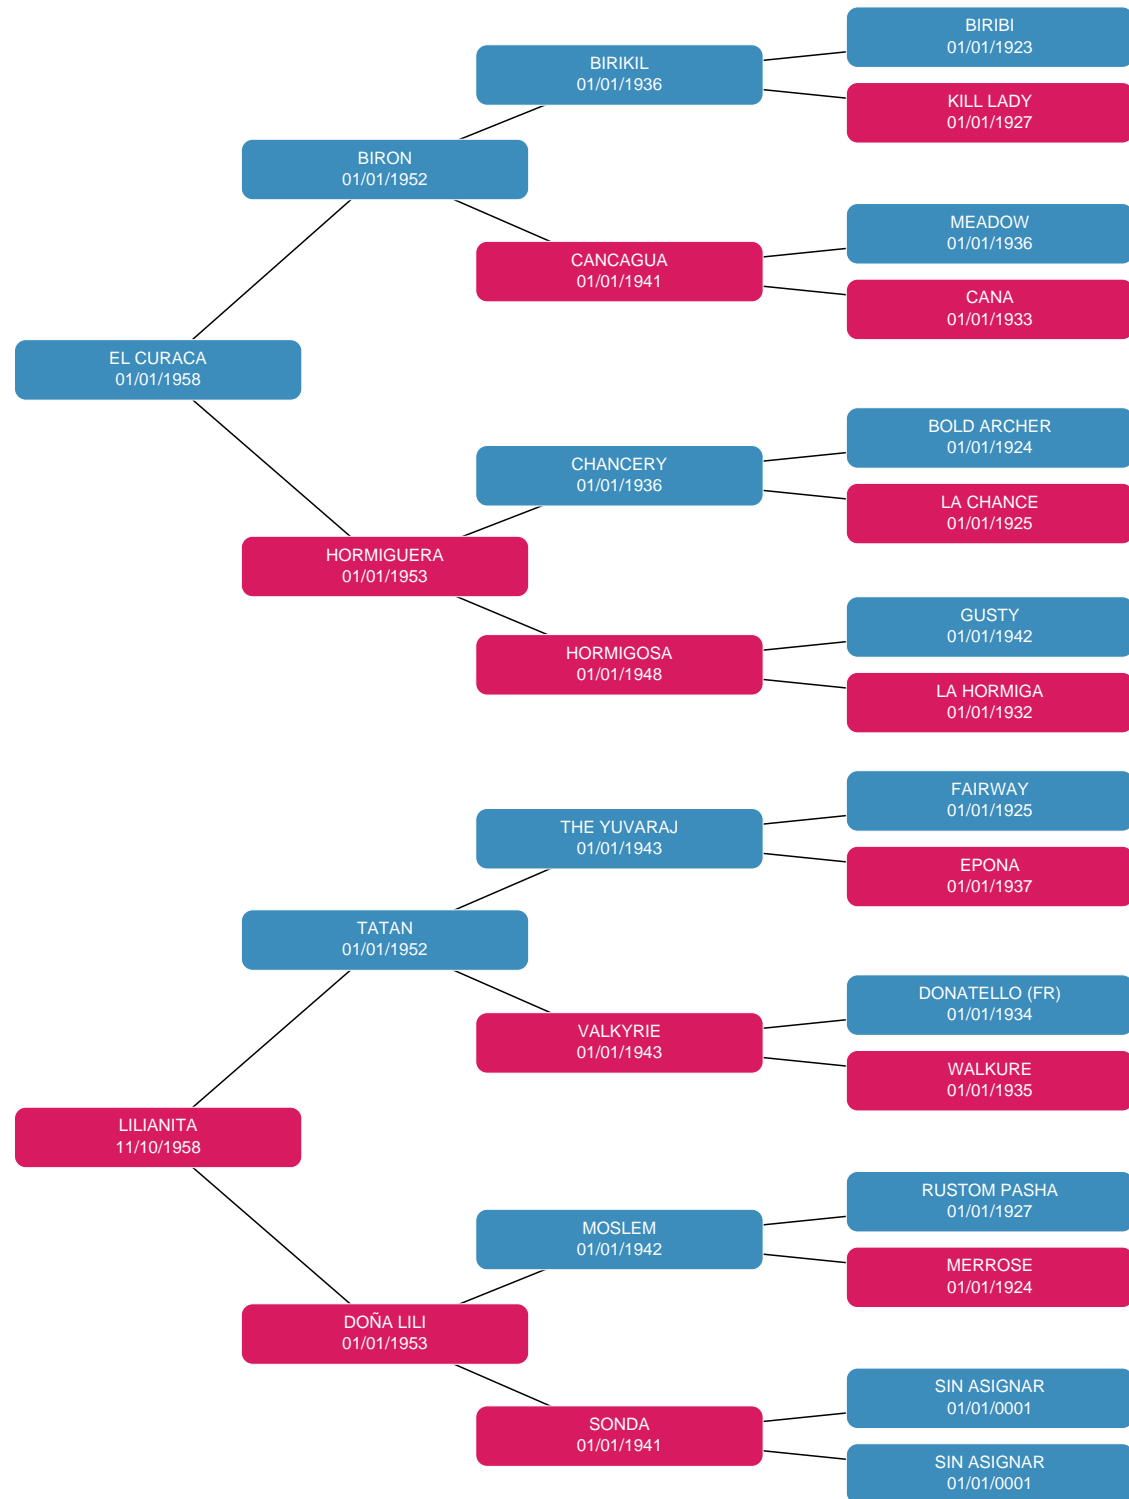 BIRIBI
01/01/1923
BIRIKIL
01/01/1936
KILL LADY
01/01/1927
BIRON
01/01/1952
MEADOW
01/01/1936
CANCAGUA
01/01/1941
CANA
01/01/1933
EL CURACA
01/01/1958
BOLD ARCHER
01/01/1924
CHANCERY
01/01/1936
LA CHANCE
01/01/1925
HORMIGUERA
01/01/1953
GUSTY
01/01/1942
HORMIGOSA
01/01/1948
LA HORMIGA
01/01/1932
FAIRWAY
01/01/1925
THE YUVARAJ
01/01/1943
EPONA
01/01/1937
TATAN
01/01/1952
DONATELLO (FR)
01/01/1934
VALKYRIE
01/01/1943
WALKURE
01/01/1935
LILIANITA
11/10/1958
RUSTOM PASHA
01/01/1927
MOSLEM
01/01/1942
MERROSE
01/01/1924
DOÑA LILI
01/01/1953
SIN ASIGNAR
01/01/0001
SONDA
01/01/1941
SIN ASIGNAR
01/01/0001